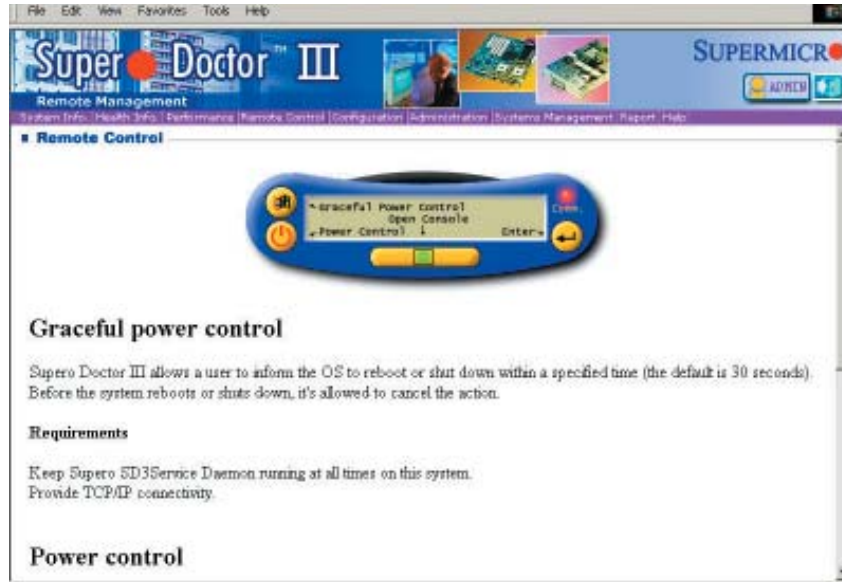 File Edit View Favorites Tools Help
Super Doctor™ III
SUPERMICR
Remote Management
ADMIN
System Info. Health Info. Performance Remote Control Configuration Administration Systems Management Report Help
Remote Control
Graceful Power Control
Open Console
Power Control ↓ Enter
Comm.
Graceful power control
Supero Doctor III allows a user to inform the OS to reboot or shut down within a specified time (the default is 30 seconds).
Before the system reboots or shuts down, it's allowed to cancel the action.
Requirements
Keep Supero SD3Service Daemon running at all times on this system.
Provide TCP/IP connectivity.
Power control